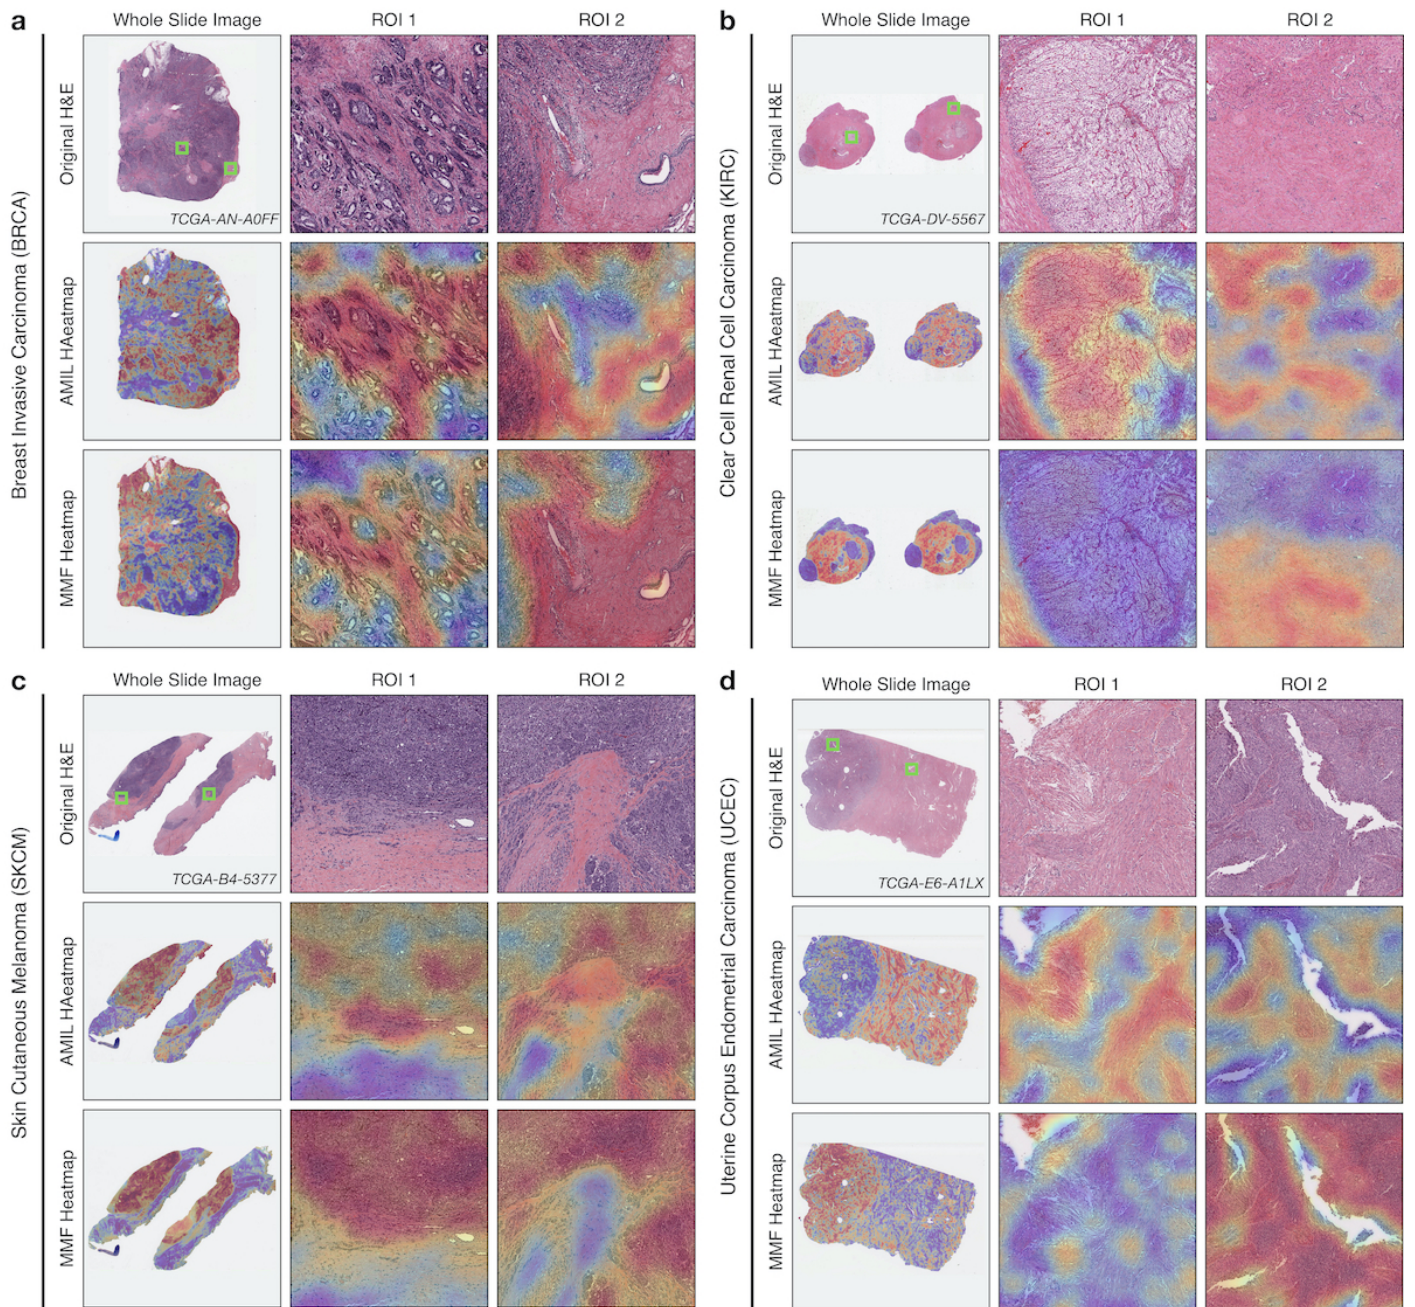 a
Whole Slide Image
ROI 1
ROI 2
Breast Invasive Carcinoma (BRCA)
Original H&E
TCGA-AN-A0FF
AMIL HAeatmap
MMF Heatmap
b
Whole Slide Image
ROI 1
ROI 2
Clear Cell Renal Cell Carcinoma (KIRC)
Original H&E
TCGA-DV-5567
AMIL HAeatmap
MMF Heatmap
c
Whole Slide Image
ROI 1
ROI 2
Skin Cutaneous Melanoma (SKCM)
Original H&E
TCGA-B4-5377
AMIL HAeatmap
MMF Heatmap
d
Whole Slide Image
ROI 1
ROI 2
Uterine Corpus Endometrial Carcinoma (UCEC)
Original H&E
TCGA-E6-A1LX
AMIL HAeatmap
MMF Heatmap